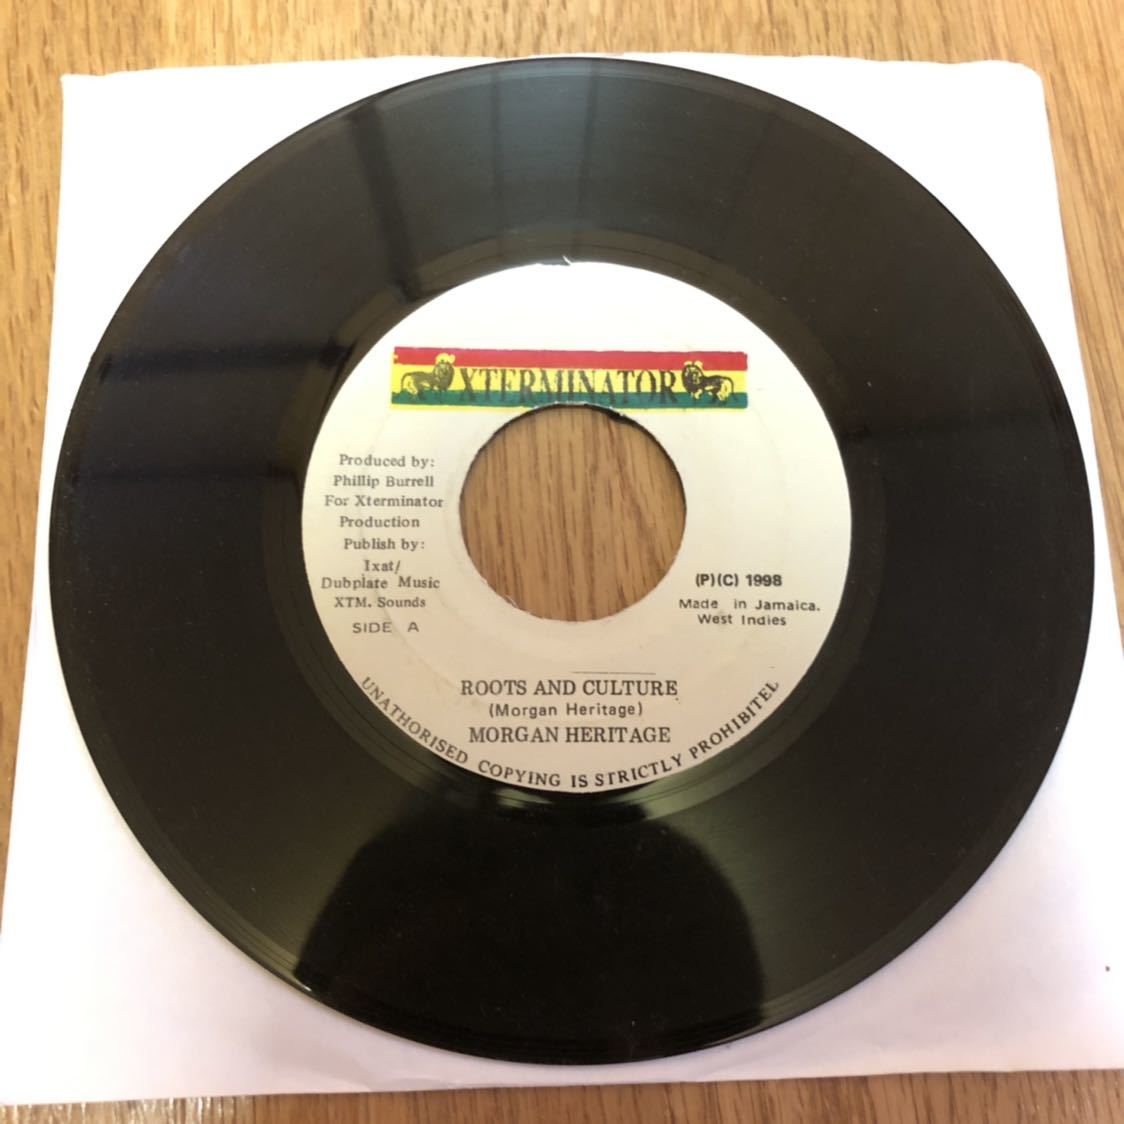 XTERMINATOR
Produced by:
Phillip Burrell
For Xterminator
Production
Publish by:
Ixat/
Dubplate Music
XTM. Sounds
SIDE A
(P)(C) 1998
Made in Jamaica.
West Indies
ROOTS AND CULTURE
(Morgan Heritage)
MORGAN HERITAGE
UNATHORISED COPYING IS STRICTLY PROHIBITEL